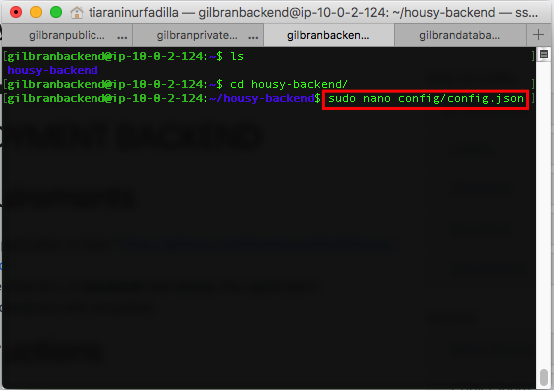 tiaraninurfadilla — gilbranbackend@ip-10-0-2-124: ~/housy-backend — ss...
gilbranpublic... ... gilbranprivate... ... gilbranbacken... gilbrandataba... +
[gilbranbackend@ip-10-0-2-124:~$ ls
housy-backend
[gilbranbackend@ip-10-0-2-124:~$ cd housy-backend/
[gilbranbackend@ip-10-0-2-124:~/housy-backend$ sudo nano config/config.json
OPMENT BACKEND